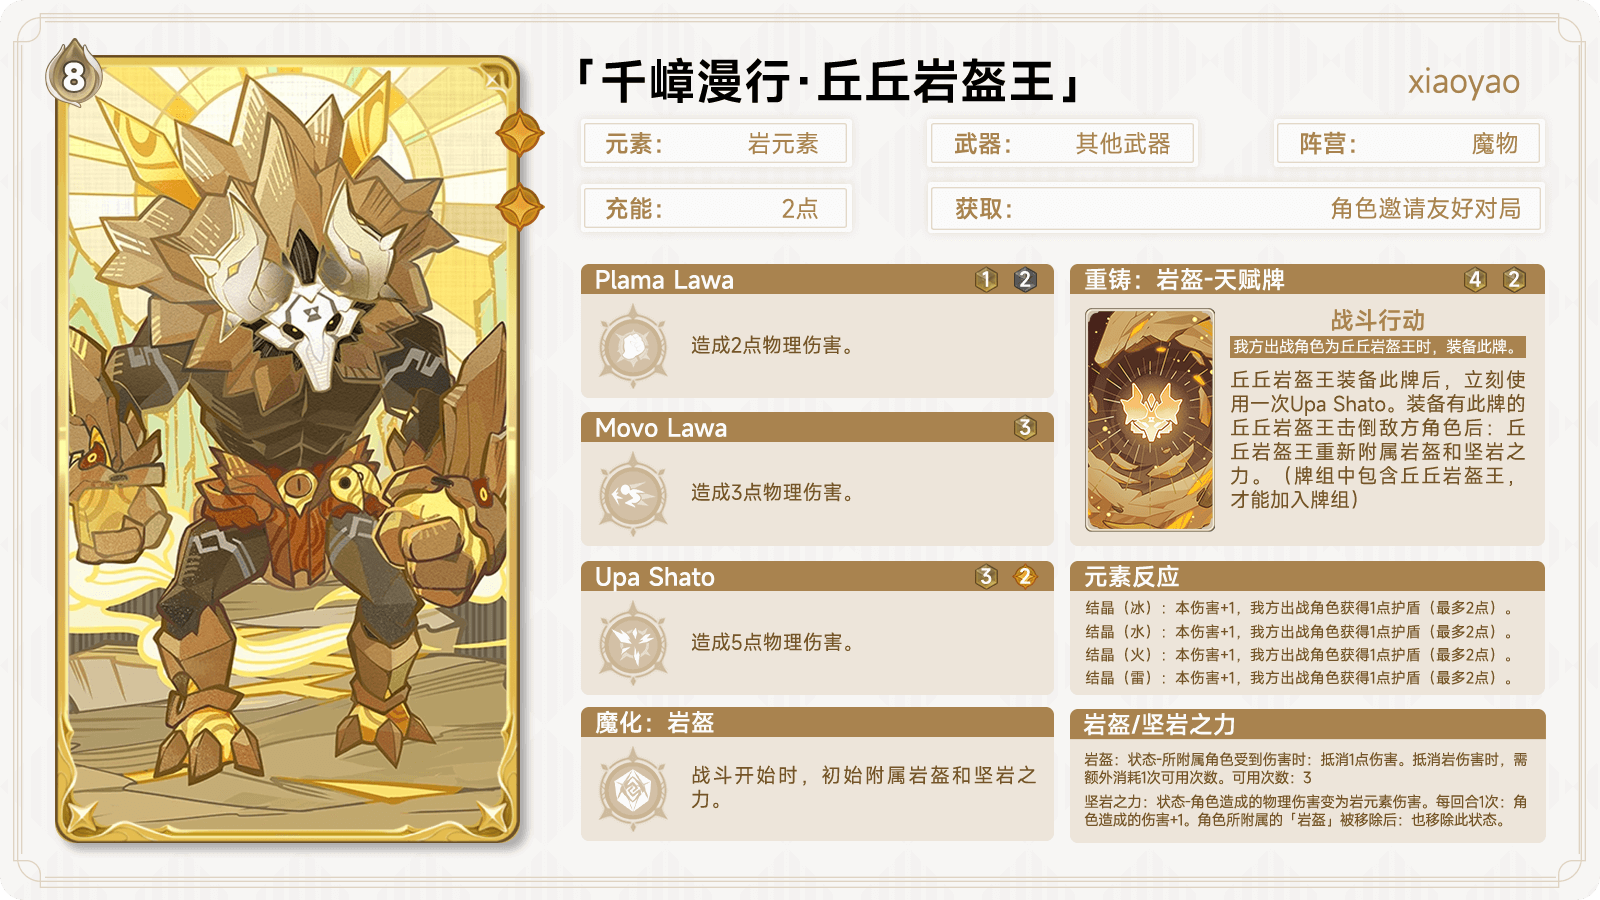 8
「千嶂漫行·丘丘岩盔王」
xiaoyao
元素： 岩元素
武器： 其他武器
阵营： 魔物
充能： 2点
获取： 角色邀请友好对局
Plama Lawa 1 2
造成2点物理伤害。
Movo Lawa 3
造成3点物理伤害。
Upa Shato 3 2
造成5点物理伤害。
魔化：岩盔
战斗开始时，初始附属岩盔和坚岩之
力。
重铸：岩盔-天赋牌 4 2
战斗行动
我方出战角色为丘丘岩盔王时，装备此牌。
丘丘岩盔王装备此牌后，立刻使
用一次Upa Shato。装备有此牌的
丘丘岩盔王击倒敌方角色后：丘
丘岩盔王重新附属岩盔和坚岩之
力。（牌组中包含丘丘岩盔王，
才能加入牌组）
元素反应
结晶（冰）：本伤害+1，我方出战角色获得1点护盾（最多2点）。
结晶（水）：本伤害+1，我方出战角色获得1点护盾（最多2点）。
结晶（火）：本伤害+1，我方出战角色获得1点护盾（最多2点）。
结晶（雷）：本伤害+1，我方出战角色获得1点护盾（最多2点）。
岩盔/坚岩之力
岩盔：状态-所附属角色受到伤害时：抵消1点伤害。抵消岩伤害时，需
额外消耗1次可用次数。可用次数：3
坚岩之力：状态-角色造成的物理伤害变为岩元素伤害。每回合1次：角
色造成的伤害+1。角色所附属的「岩盔」被移除后：也移除此状态。